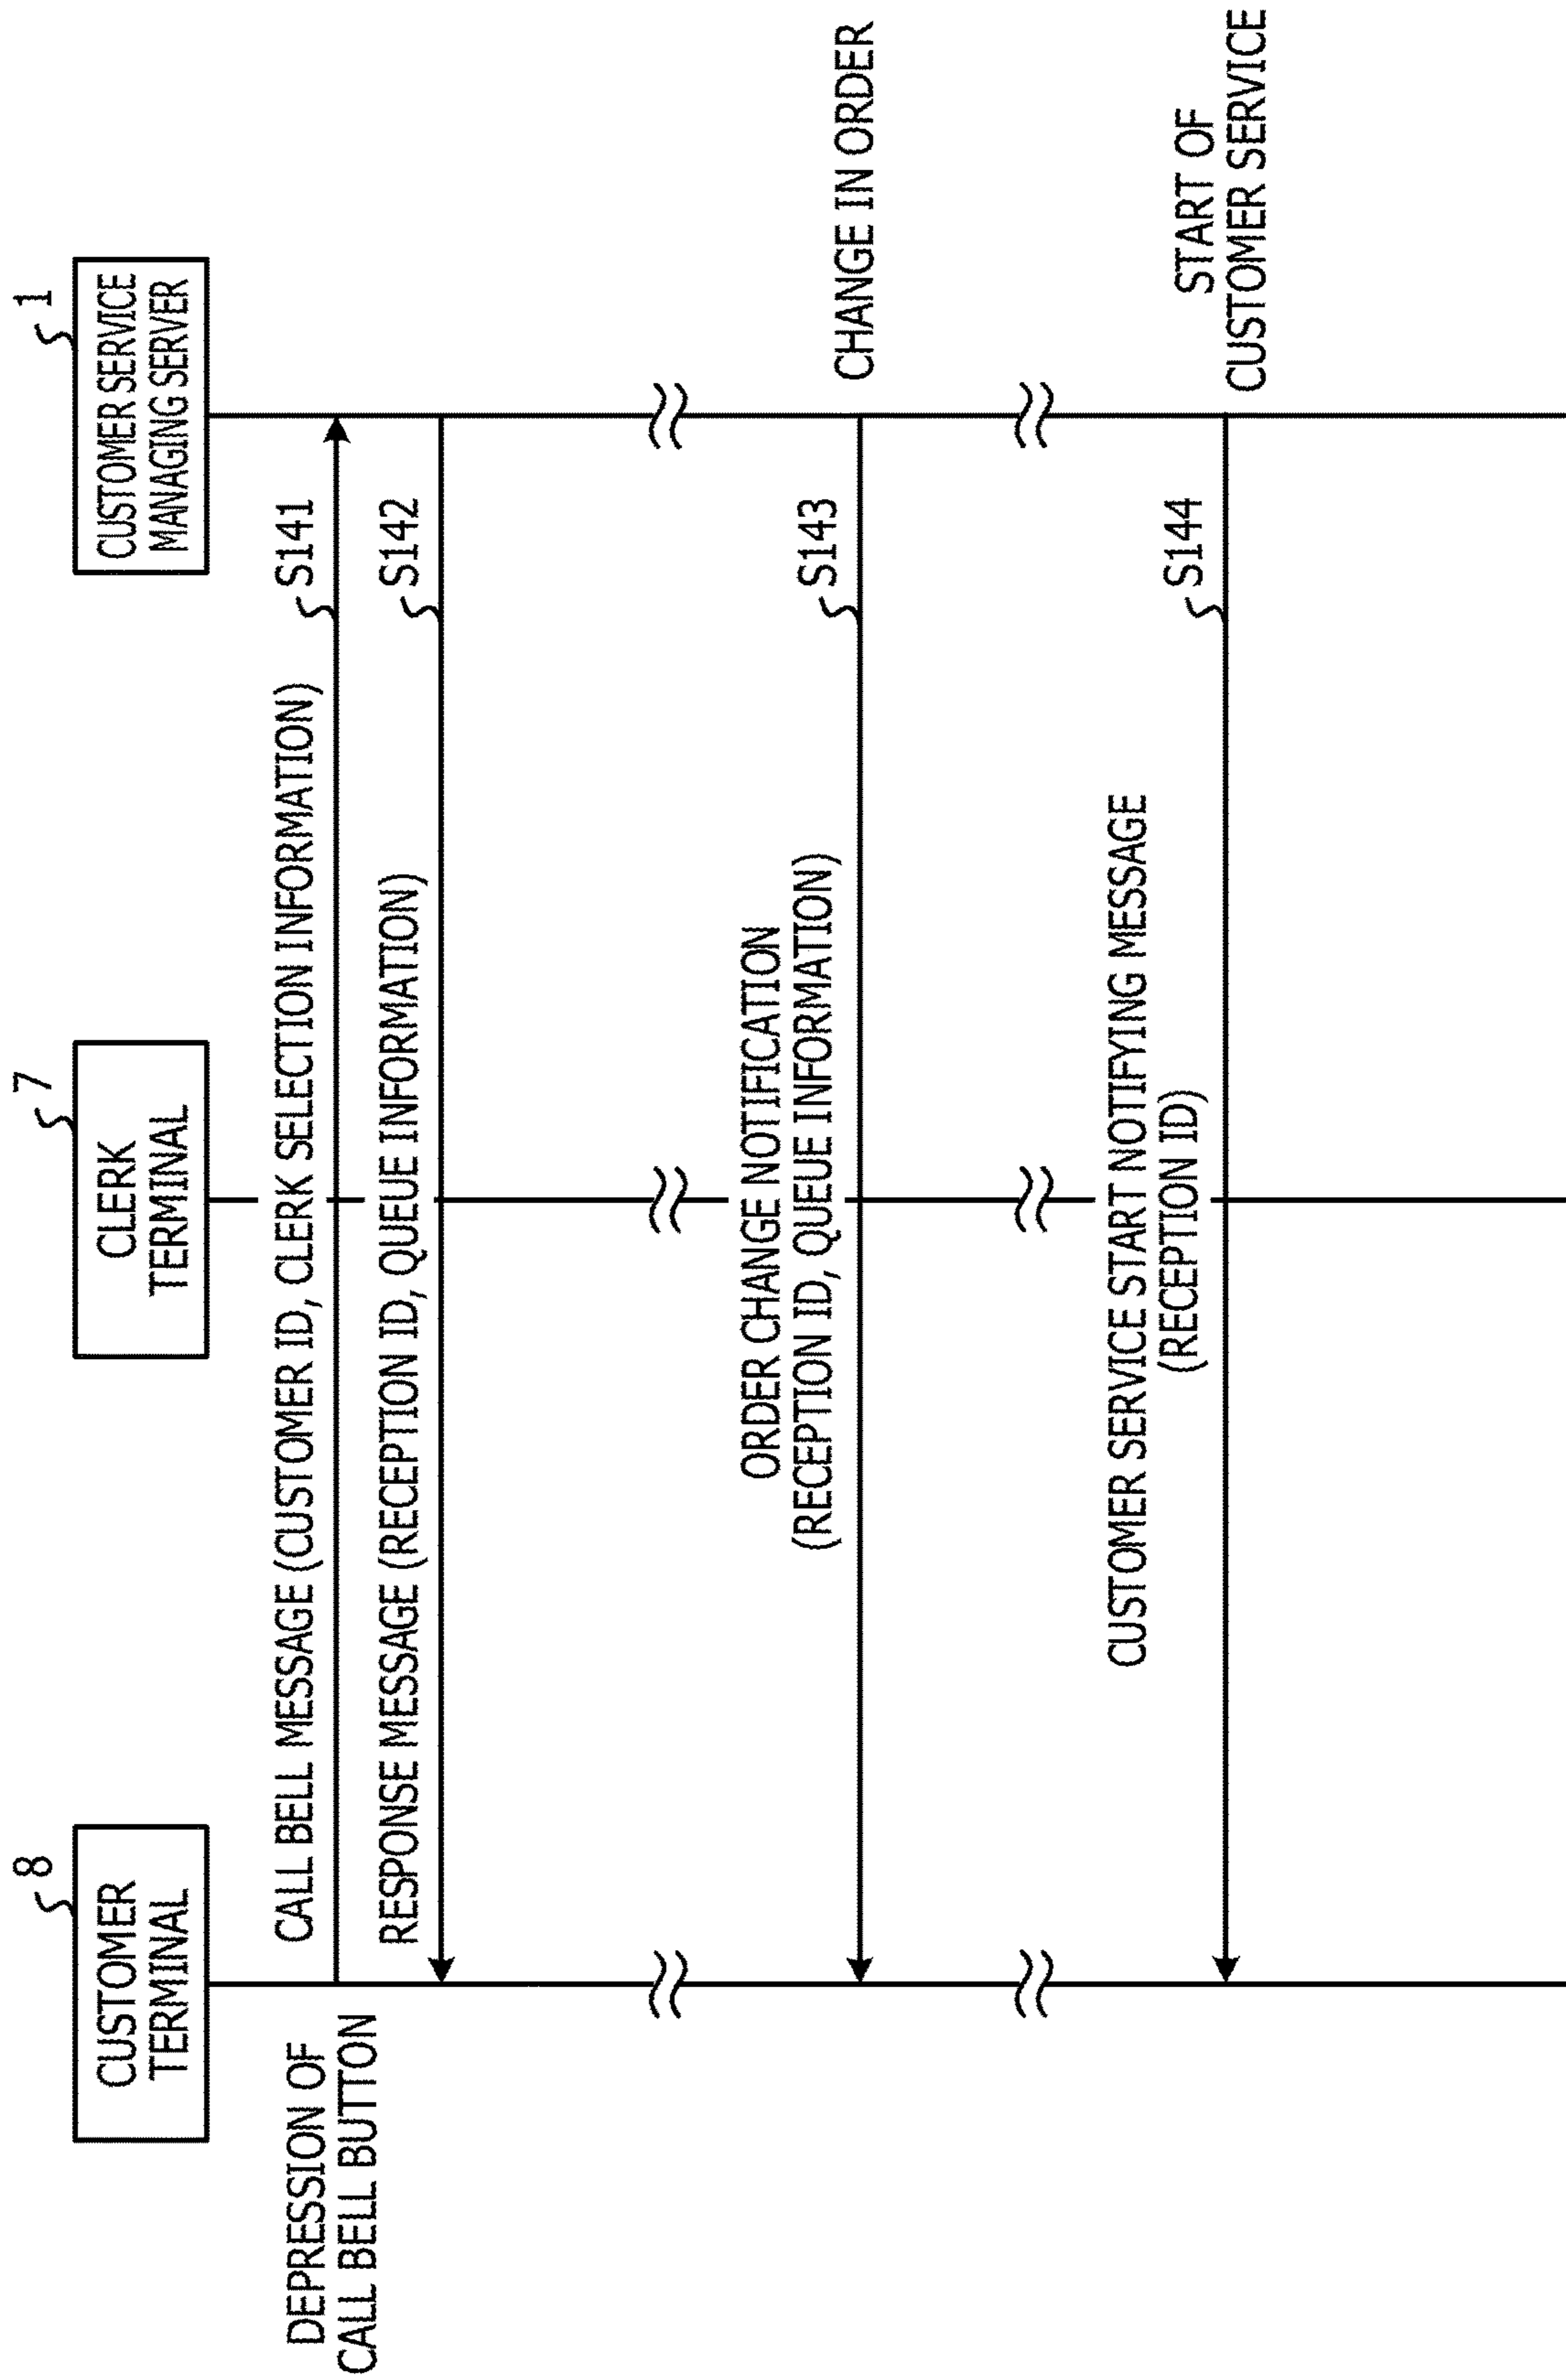 8
CUSTOMER
TERMINAL
7
CLERK
TERMINAL
1
CUSTOMER SERVICE
MANAGING SERVER
DEPRESSION OF
CALL BELL BUTTON
CALL BELL MESSAGE (CUSTOMER ID, CLERK SELECTION INFORMATION)
S141
RESPONSE MESSAGE (RECEPTION ID, QUEUE INFORMATION)
S142
ORDER CHANGE NOTIFICATION
(RECEPTION ID, QUEUE INFORMATION)
S143
CHANGE IN ORDER
CUSTOMER SERVICE START NOTIFYING MESSAGE
(RECEPTION ID)
S144
START OF
CUSTOMER SERVICE